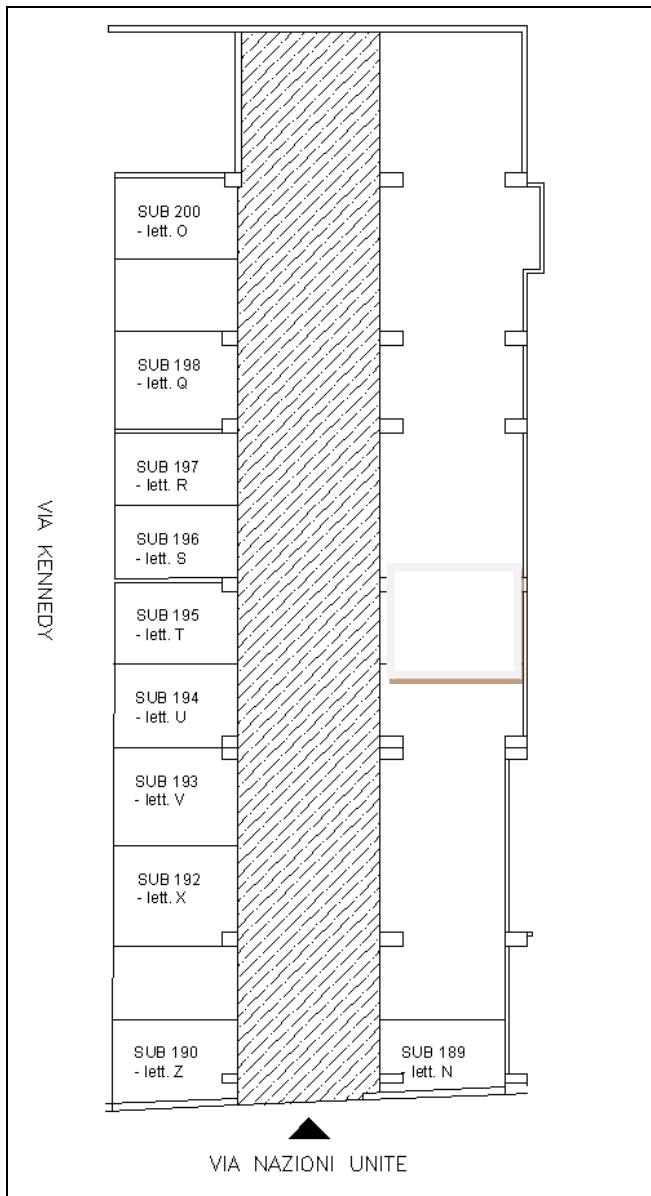 SUB 200
- lett. O
SUB 198
- lett. Q
SUB 197
- lett. R
SUB 196
- lett. S
VIA KENNEDY
SUB 195
- lett. T
SUB 194
- lett. U
SUB 193
- lett. V
SUB 192
- lett. X
SUB 190
- lett. Z
SUB 189
- lett. N
VIA NAZIONI UNITE